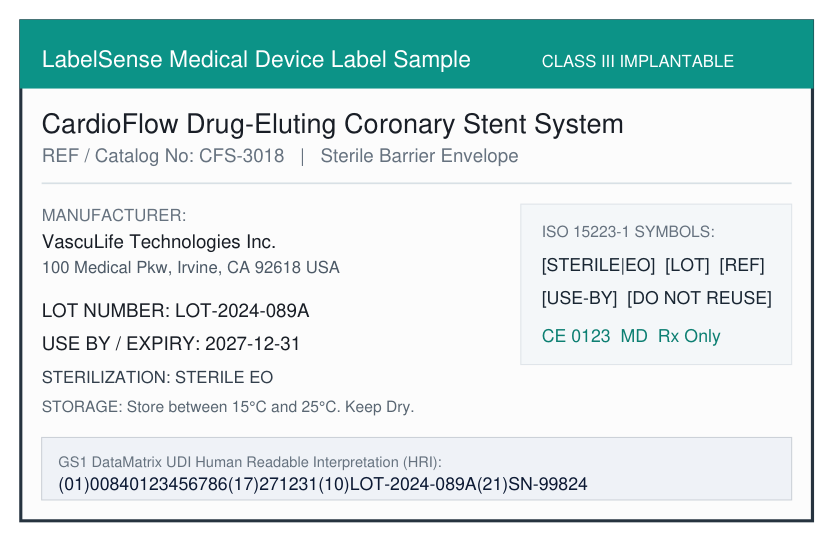 LabelSense Medical Device Label Sample
CLASS III IMPLANTABLE
CardioFlow Drug-Eluting Coronary Stent System
REF / Catalog No: CFS-3018 | Sterile Barrier Envelope
MANUFACTURER:
VascuLife Technologies Inc.
100 Medical Pkw, Irvine, CA 92618 USA
LOT NUMBER: LOT-2024-089A
USE BY / EXPIRY: 2027-12-31
STERILIZATION: STERILE EO
STORAGE: Store between 15°C and 25°C. Keep Dry.
ISO 15223-1 SYMBOLS:
[STERILE|EO] [LOT] [REF]
[USE-BY] [DO NOT REUSE]
CE 0123 MD Rx Only
GS1 DataMatrix UDI Human Readable Interpretation (HRI):
(01)00840123456786(17)271231(10)LOT-2024-089A(21)SN-99824